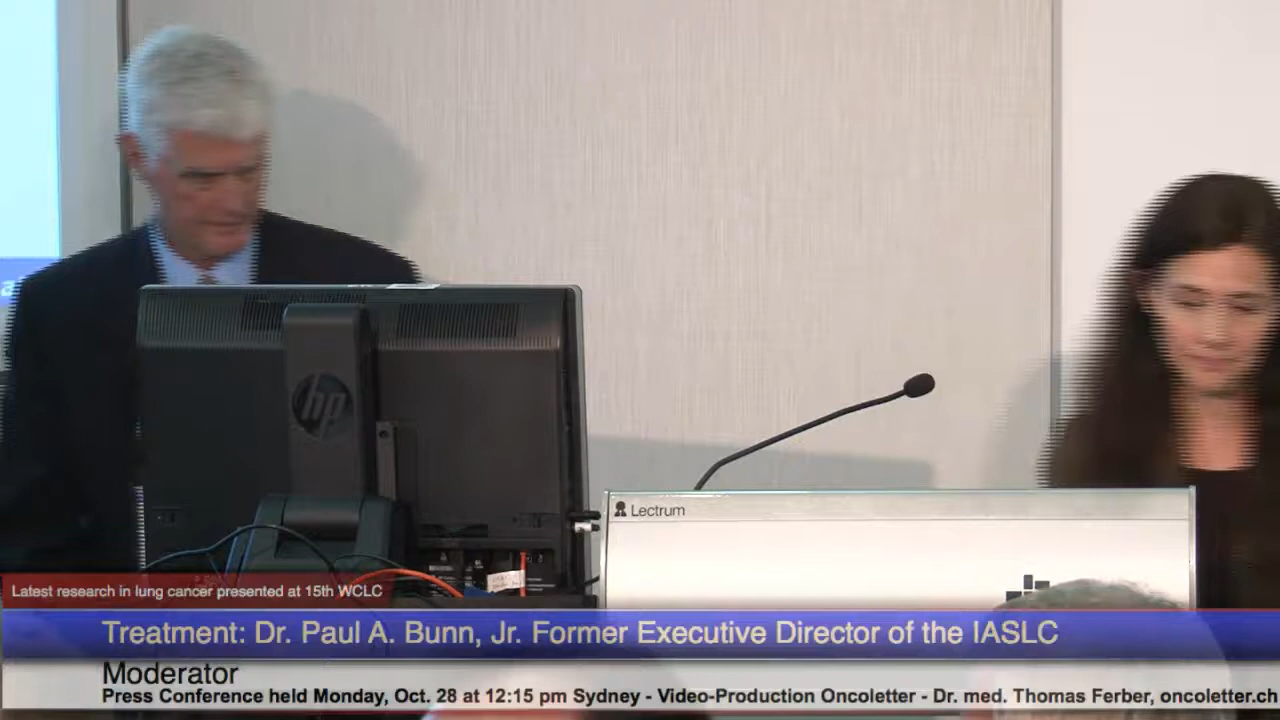 hp
Lectrum
Latest research in lung cancer presented at 15th WCLC
Treatment: Dr. Paul A. Bunn, Jr. Former Executive Director of the IASLC
Moderator
Press Conference held Monday, Oct. 28 at 12:15 pm Sydney - Video-Production Oncoletter - Dr. med. Thomas Ferber, oncoletter.ch